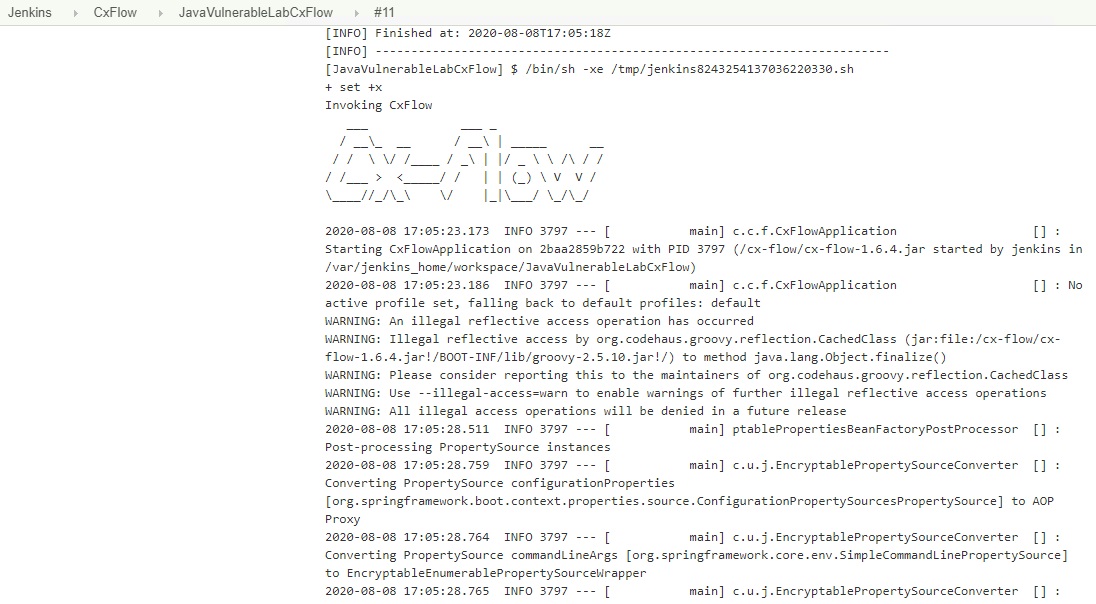 Jenkins CxFlow JavaVulnerableLabCxFlow #11
[INFO] Finished at: 2020-08-08T17:05:18Z
[INFO] ------------------------------------------------------------------------
[JavaVulnerableLabCxFlow] $ /bin/sh -xe /tmp/jenkins8243254137036220330.sh
+ set +x
Invoking CxFlow
Cx-Flow
2020-08-08 17:05:23.173  INFO 3797 --- [           main] c.c.f.CxFlowApplication                   [] :
Starting CxFlowApplication on 2baa2859b722 with PID 3797 (/cx-flow/cx-flow-1.6.4.jar started by jenkins in
/var/jenkins_home/workspace/JavaVulnerableLabCxFlow)
2020-08-08 17:05:23.186  INFO 3797 --- [           main] c.c.f.CxFlowApplication                   [] : No
active profile set, falling back to default profiles: default
WARNING: An illegal reflective access operation has occurred
WARNING: Illegal reflective access by org.codehaus.groovy.reflection.CachedClass (jar:file:/cx-flow/cx-
flow-1.6.4.jar!/BOOT-INF/lib/groovy-2.5.10.jar!/) to method java.lang.Object.finalize()
WARNING: Please consider reporting this to the maintainers of org.codehaus.groovy.reflection.CachedClass
WARNING: Use --illegal-access=warn to enable warnings of further illegal reflective access operations
WARNING: All illegal access operations will be denied in a future release
2020-08-08 17:05:28.511  INFO 3797 --- [           main] ptablePropertiesBeanFactoryPostProcessor  [] :
Post-processing PropertySource instances
2020-08-08 17:05:28.759  INFO 3797 --- [           main] c.u.j.EncryptablePropertySourceConverter  [] :
Converting PropertySource configurationProperties
[org.springframework.boot.context.properties.source.ConfigurationPropertySourcesPropertySource] to AOP
Proxy
2020-08-08 17:05:28.764  INFO 3797 --- [           main] c.u.j.EncryptablePropertySourceConverter  [] :
Converting PropertySource commandLineArgs [org.springframework.core.env.SimpleCommandLinePropertySource]
to EncryptableEnumerablePropertySourceWrapper
2020-08-08 17:05:28.765  INFO 3797 --- [           main] c.u.j.EncryptablePropertySourceConverter  [] :